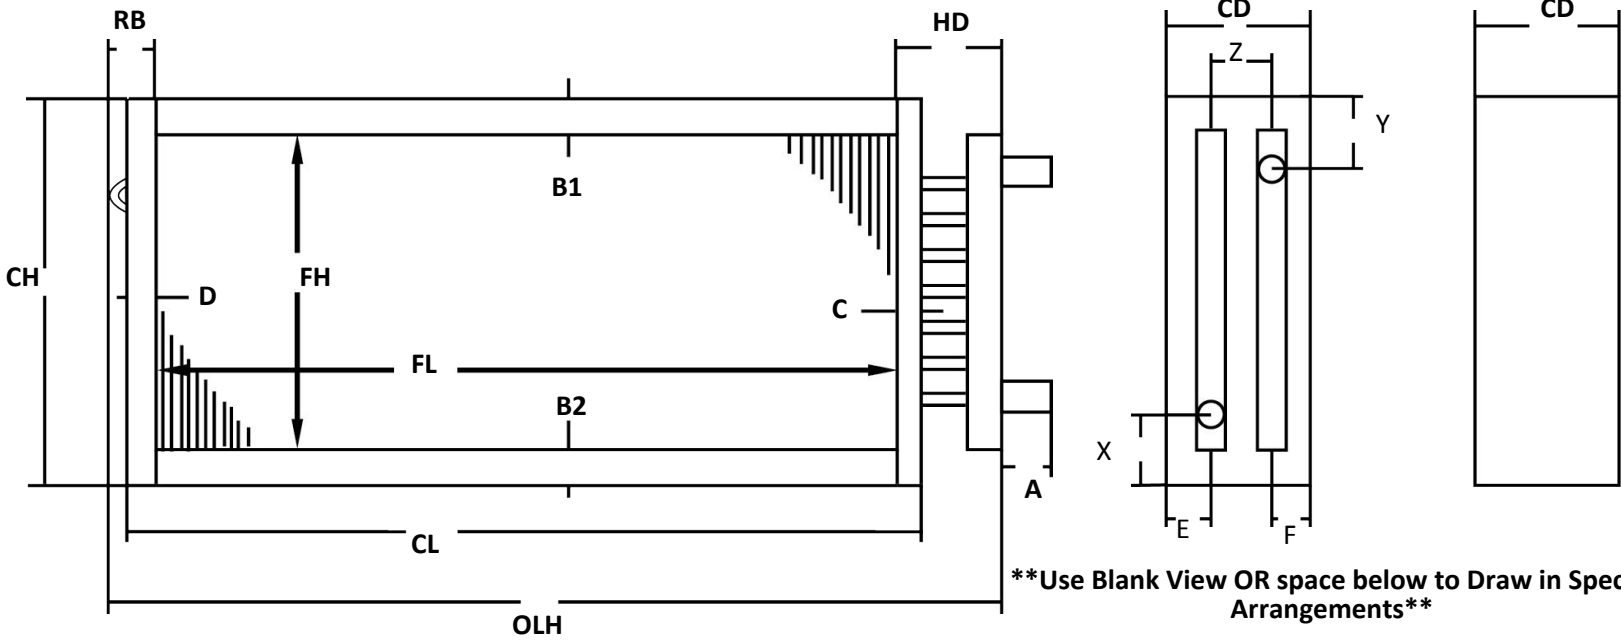 RB
HD
CD
CD
Z
Y
B1
CH
FH
D
C
FL
B2
X
A
E
F
CL
**Use Blank View OR space below to Draw in
Arrangements**
OLH